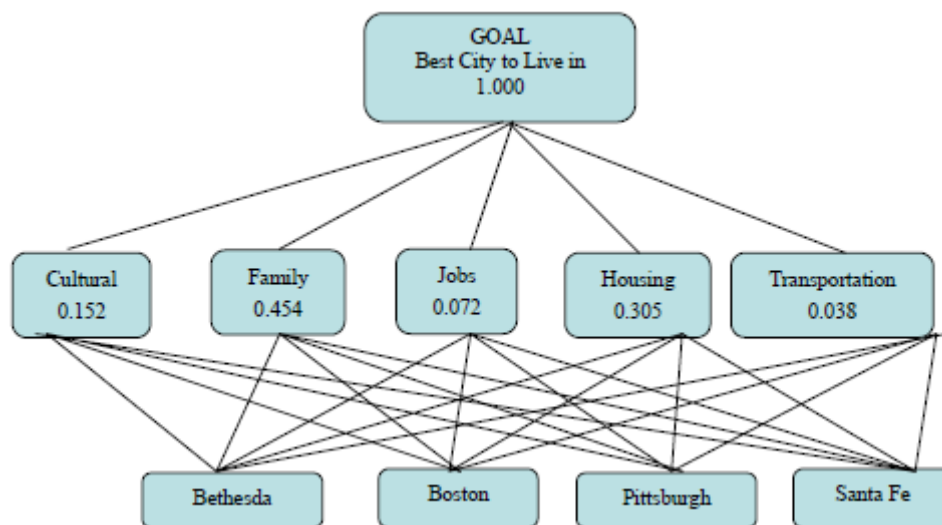 GOAL
Best City to Live in
1.000
Cultural
0.152
Family
0.454
Jobs
0.072
Housing
0.305
Transportation
0.038
Bethesda
Boston
Pittsburgh
Santa Fe